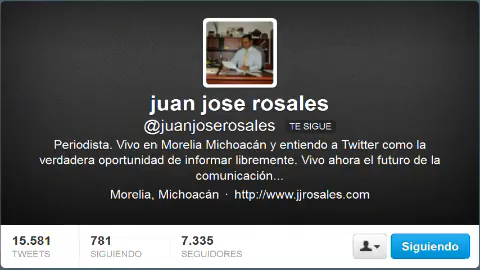 juan jose rosales
@juanjoserosales TE SIGUE
Periodista. Vivo en Morelia Michoacán y entiendo a Twitter como la
verdadera oportunidad de informar libremente. Vivo ahora el futuro de la
comunicación...
Morelia, Michoacán · http://www.jjrosales.com
15.581 781 7.335
TWEETS SIGUIENDO SEGUIDORES
Siguiendo